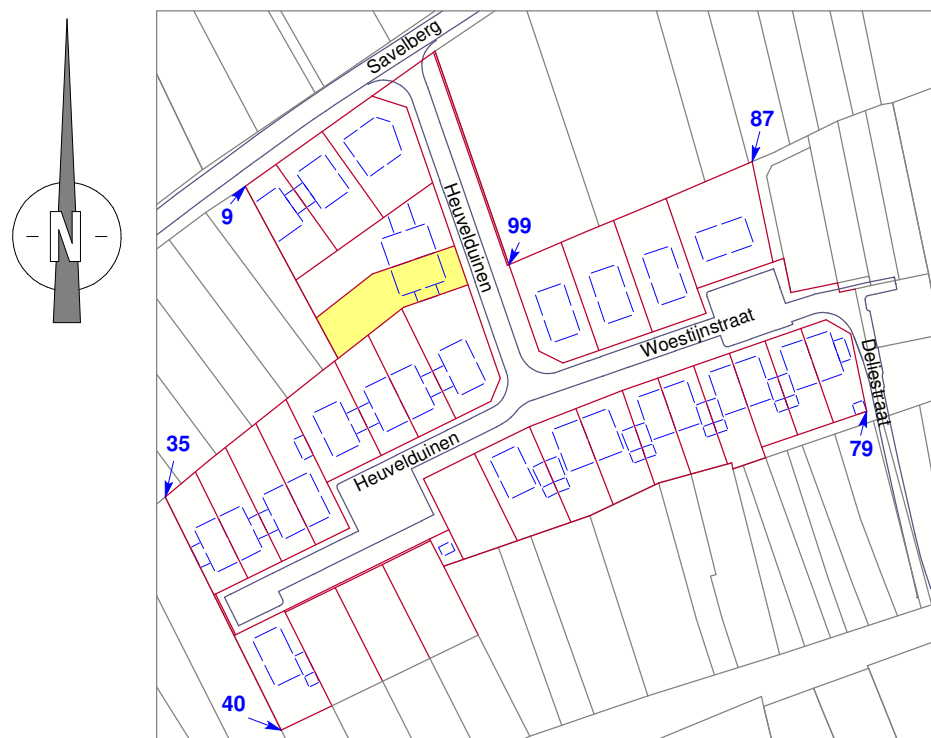 Savelberg
87
9
Heuvelduinen
99
N
Woestijnstraat
Deliestraat
35
Heuvelduinen
79
40